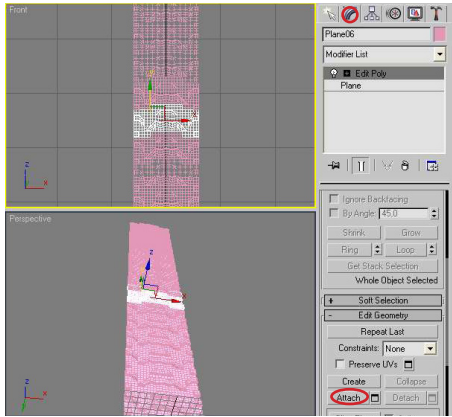 Front
z
x
x
Perspective
z
x
z
x
y
Plane06
Modifier List
Edit Poly
Plane
Ignore Backfacing
By Angle: 45.0
Shrink Grow
Ring Loop
Get Stack Selection
Whole Object Selected
+ Soft Selection
- Edit Geometry
Repeat Last
Constraints: None
Preserve UVs
Create Collapse
Attach Detach